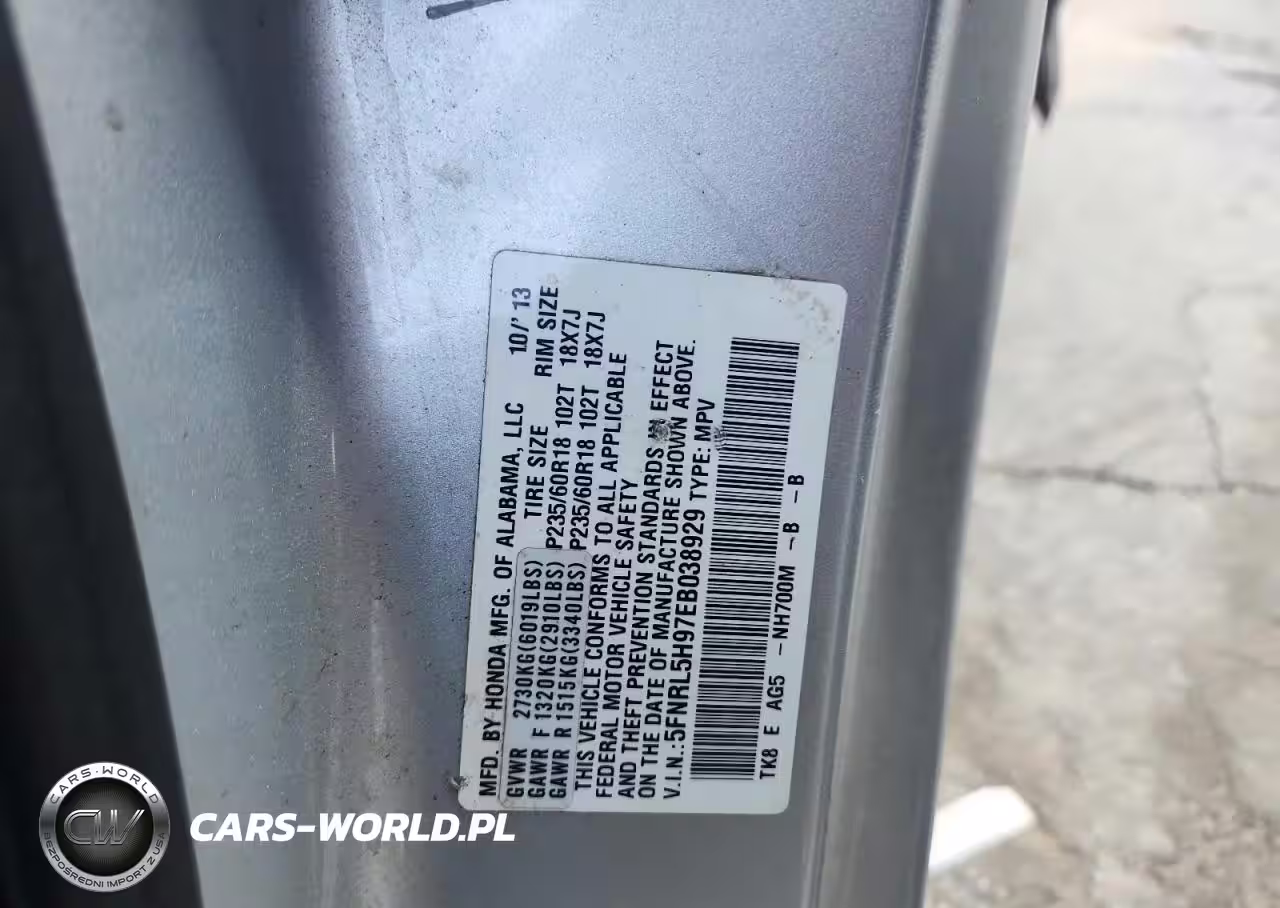 MFD. BY HONDA MFG. OF ALABAMA, LLC 10/'13
GVWR 2730KG(6019LBS) TIRE SIZE RIM SIZE
GAWR F 1320KG(2910LBS) P235/60R18 102T 18X7J
GAWR R 1515KG(3340LBS) P235/60R18 102T 18X7J
THIS VEHICLE CONFORMS TO ALL APPLICABLE
FEDERAL MOTOR VEHICLE SAFETY
AND THEFT PREVENTION STANDARDS IN EFFECT
ON THE DATE OF MANUFACTURE SHOWN ABOVE.
V.I.N.:5FNRL5H97EB038929 TYPE: MPV
TK8 E AG5 -NH700M -B -B
CARS-WORLD
CW
BEZPOŚREDNI IMPORT Z USA
CARS-WORLD.PL